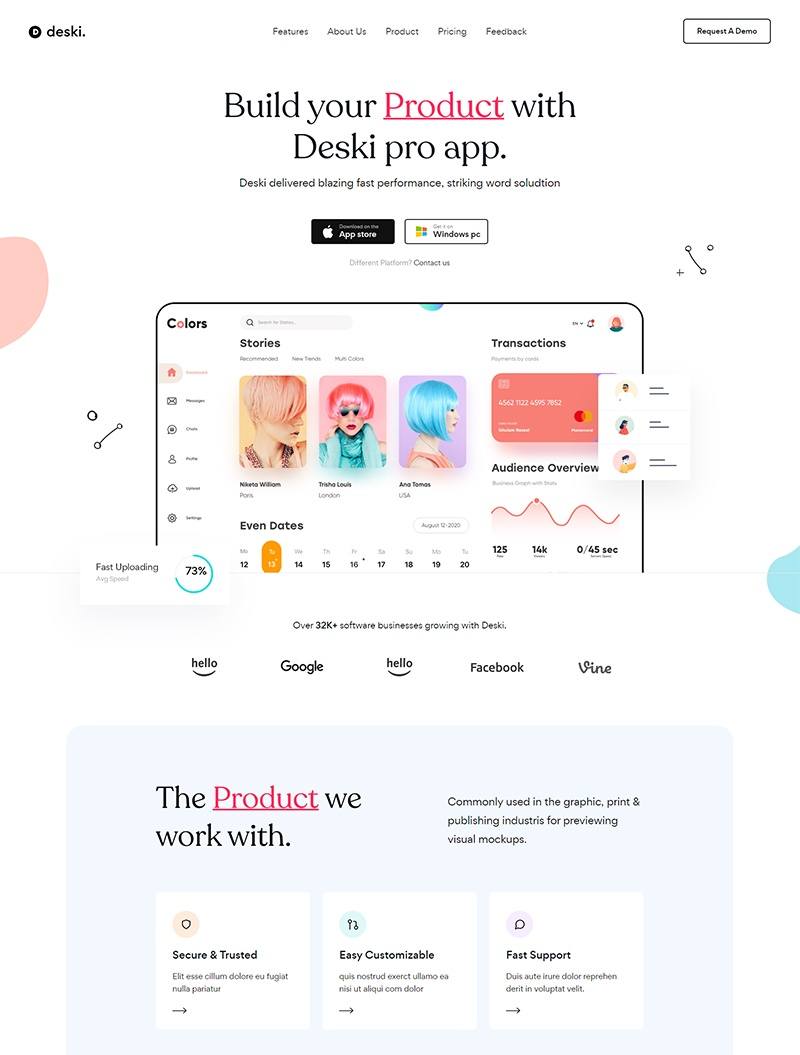 D deski.
Features About Us Product Pricing Feedback
Request A Demo
Build your Product with
Deski pro app.
Deski delivered blazing fast performance, striking word soludtion
Download on the
App store
Get it on
Windows pc
Different Platform? Contact us
Colors
Search for Stories..
EN
Dashboard
Messages
Chats
Profile
Upload
Settings
Stories
Recommended New Trends Multi Colors
Niketa William
Paris
Trisha Louis
London
Ana Tomas
USA
Even Dates
August 12-2020
Mo Tu We Th Fr Sa Su Mo Tu
12 13 14 15 16 17 18 19 20
Transactions
Payments by cards
4562 1122 4595 7852
Ghulam Rasool
Mastercard
Audience Overview
Business Graph with Stats
125 14k 0/45 sec
Fast Uploading
Avg Speed
73%
Over 32K+ software businesses growing with Deski.
hello Google hello Facebook Vine
The Product we
work with.
Commonly used in the graphic, print &
publishing industris for previewing
visual mockups.
Secure & Trusted
Elit esse cillum dolore eu fugiat
nulla pariatur
Easy Customizable
quis nostrud exerct ullamo ea
nisi ut aliqui com dolor
Fast Support
Duis aute irure dolor reprehen
derit in voluptat velit.